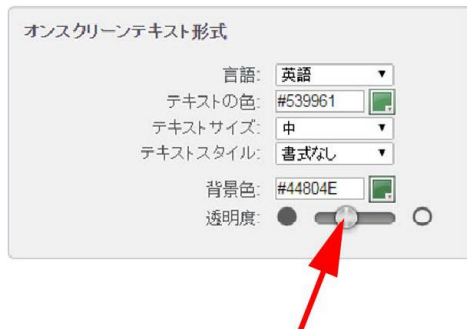 オンスクリーンテキスト形式
言語: 英語
テキストの色: #539961
テキストサイズ: 中
テキストスタイル: 書式なし
背景色: #44804E
透明度: